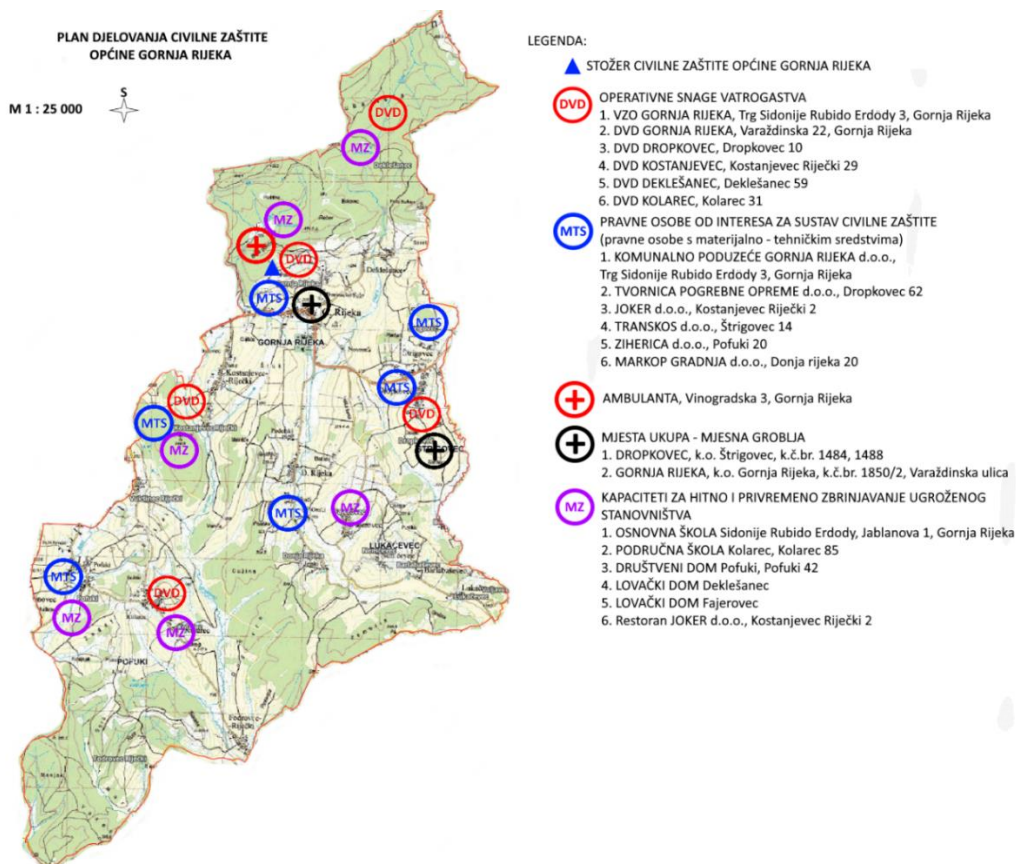 PLAN DJELOVANJA CIVILNE ZAŠTITE
OPĆINE GORNJA RIJEKA
M 1 : 25 000
S
DVD
MZ
Deklešanec
MZ
DVD
MTS
Rijeka
GORNJA RIJEKA
MTS
MTS
DVD
DVD
MTS
MZ
D. Rijeka
MTS
MZ
LUKAČEVEC
MTS
DVD
MZ
MZ
POFUKI
LEGENDA:
STOŽER CIVILNE ZAŠTITE OPĆINE GORNJA RIJEKA
DVD
OPERATIVNE SNAGE VATROGASTVA
1. VZO GORNJA RIJEKA, Trg Sidonije Rubido Erdody 3, Gornja Rijeka
2. DVD GORNJA RIJEKA, Varaždinska 22, Gornja Rijeka
3. DVD DROPKOVEC, Dropkovec 10
4. DVD KOSTANJEVEC, Kostanjevec Riječki 29
5. DVD DEKLEŠANEC, Deklešanec 59
6. DVD KOLAREC, Kolarec 31
MTS
PRAVNE OSOBE OD INTERESA ZA SUSTAV CIVILNE ZAŠTITE
(pravne osobe s materijalno - tehničkim sredstvima)
1. KOMUNALNO PODUZEĆE GORNJA RIJEKA d.o.o.,
Trg Sidonije Rubido Erdody 3, Gornja Rijeka
2. TVORNICA POGREBNE OPREME d.o.o., Dropkovec 62
3. JOKER d.o.o., Kostanjevec Riječki 2
4. TRANSKOS d.o.o., Štrigovec 14
5. ZIHERICA d.o.o., Pofuki 20
6. MARKOP GRADNJA d.o.o., Donja rijeka 20
AMBULANTA, Vinogradska 3, Gornja Rijeka
MJESTA UKUPA - MJESNA GROBLJA
1. DROPKOVEC, k.o. Štrigovec, k.č.br. 1484, 1488
2. GORNJA RIJEKA, k.o. Gornja Rijeka, k.č.br. 1850/2, Varaždinska ulica
MZ
KAPACITETI ZA HITNO I PRIVREMENO ZBRINJAVANJE UGROŽENOG
STANOVNIŠTVA
1. OSNOVNA ŠKOLA Sidonije Rubido Erdody, Jablanova 1, Gornja Rijeka
2. PODRUČNA ŠKOLA Kolarec, Kolarec 85
3. DRUŠTVENI DOM Pofuki, Pofuki 42
4. LOVAČKI DOM Deklešanec
5. LOVAČKI DOM Fajerovec
6. Restoran JOKER d.o.o., Kostanjevec Riječki 2